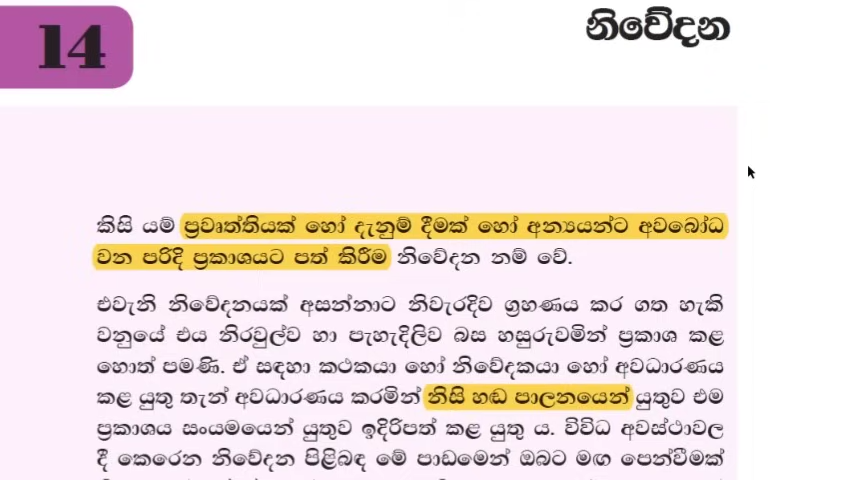 14
නිවේදන
කිසි යම් ප්‍රවෘත්තියක් හෝ දැනුම් දීමක් හෝ අන්‍යයන්ට අවබෝධ
වන පරිදි ප්‍රකාශයට පත් කිරීම නිවේදන නම් වේ.
එවැනි නිවේදනයක් අසන්නාට නිවැරදිව ග්‍රහණය කර ගත හැකි
වනුයේ එය නිරවුල්ව හා පැහැදිලිව බස හසුරුවමින් ප්‍රකාශ කළ
හොත් පමණි. ඒ සඳහා කථකයා හෝ නිවේදකයා හෝ අවධාරණය
කළ යුතු තැන් අවධාරණය කරමින් නිසි හඬ පාලනයෙන් යුතුව එම
ප්‍රකාශය සංයමයෙන් යුතුව ඉදිරිපත් කළ යුතු ය. විවිධ අවස්ථාවල
දී කෙරෙන නිවේදන පිළිබඳ මේ පාඩමෙන් ඔබට මඟ පෙන්වීමක්